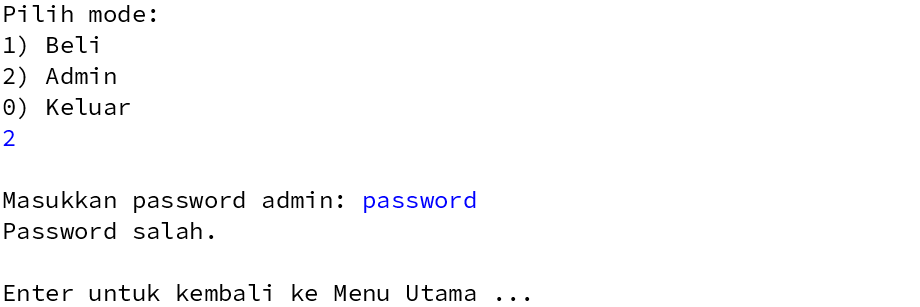 Pilih mode:
1) Beli
2) Admin
0) Keluar
2
Masukkan password admin: password
Password salah.
Enter untuk kembali ke Menu Utama ...